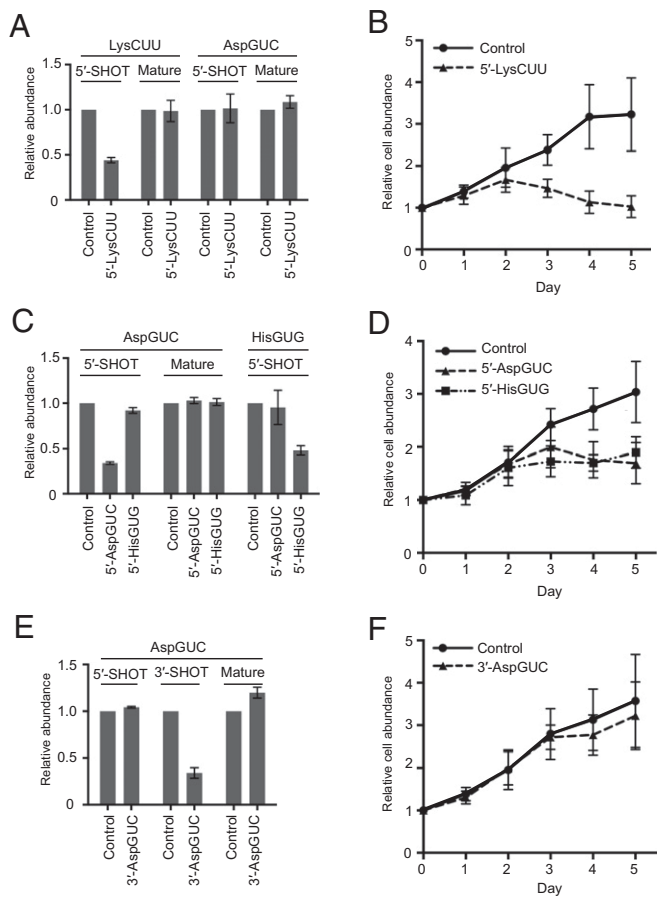 A
LysCUU AspGUC
5′-SHOT Mature 5′-SHOT Mature
Relative abundance
1.5
1.0
0.5
0
Control
5′-LysCUU
Control
5′-LysCUU
Control
5′-LysCUU
Control
5′-LysCUU
B
Control
5′-LysCUU
Relative cell abundance
5
4
3
2
1
0
0 1 2 3 4 5
Day
C
AspGUC HisGUG
5′-SHOT Mature 5′-SHOT
Relative abundance
1.5
1.0
0.5
0
Control
5′-AspGUC
5′-HisGUG
Control
5′-AspGUC
5′-HisGUG
Control
5′-AspGUC
5′-HisGUG
D
Control
5′-AspGUC
5′-HisGUG
Relative cell abundance
4
3
2
1
0
0 1 2 3 4 5
Day
E
AspGUC
5′-SHOT 3′-SHOT Mature
Relative abundance
1.5
1.0
0.5
0
Control
3′-AspGUC
Control
3′-AspGUC
Control
3′-AspGUC
F
Control
3′-AspGUC
Relative cell abundance
5
4
3
2
1
0
0 1 2 3 4 5
Day